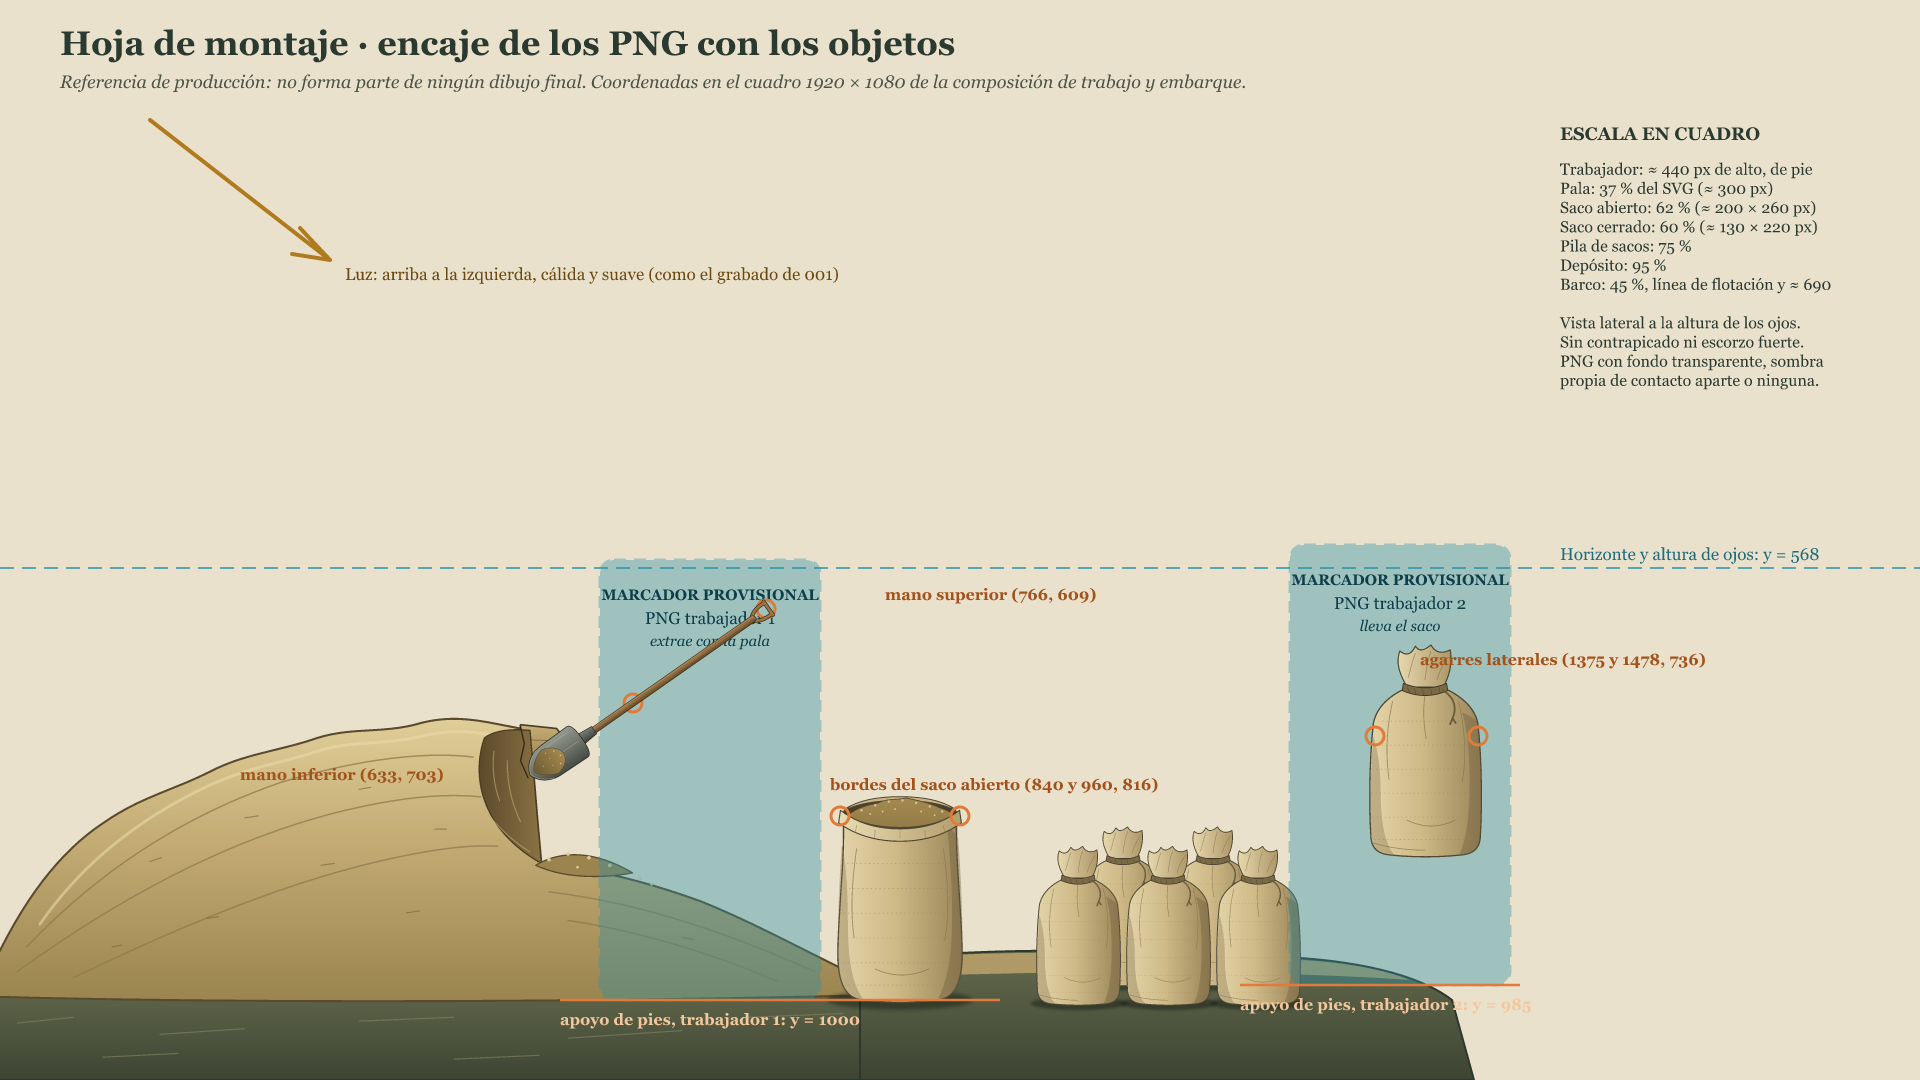 Hoja de montaje · encaje de los PNG con los objetos
Referencia de producción: no forma parte de ningún dibujo final. Coordenadas en el cuadro 1920 × 1080 de la composición de trabajo y embarque.
Luz: arriba a la izquierda, cálida y suave (como el grabado de 001)
ESCALA EN CUADRO
Trabajador: ≈ 440 px de alto, de pie
Pala: 37 % del SVG (≈ 300 px)
Saco abierto: 62 % (≈ 200 × 260 px)
Saco cerrado: 60 % (≈ 130 × 220 px)
Pila de sacos: 75 %
Depósito: 95 %
Barco: 45 %, línea de flotación y ≈ 690
Vista lateral a la altura de los ojos.
Sin contrapicado ni escorzo fuerte.
PNG con fondo transparente, sombra
propia de contacto aparte o ninguna.
Horizonte y altura de ojos: y = 568
MARCADOR PROVISIONAL
PNG trabajador 1
extrae con la pala
mano superior (766, 609)
MARCADOR PROVISIONAL
PNG trabajador 2
lleva el saco
agarres laterales (1375 y 1478, 736)
mano inferior (633, 703)
bordes del saco abierto (840 y 960, 816)
apoyo de pies, trabajador 1: y = 1000
apoyo de pies, trabajador 2: y = 985